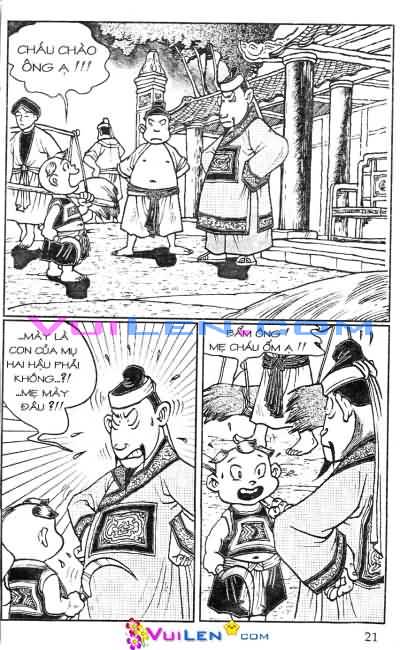 CHÁU CHÀO
ÔNG Ạ !!!
...MÀY LÀ
CON CỦA MỤ
HAI HẬU PHẢI
KHÔNG...?!
...MẸ MÀY
ĐÂU ?!!
BẨM ÔNG !
MẸ CHÁU ỐM Ạ !!
VUILEN.COM
21
VUILEN.COM